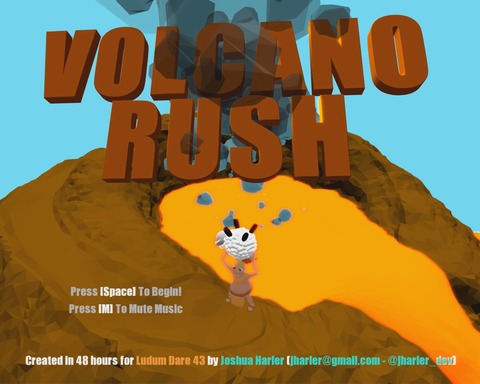 VOLCANO
RUSH
Press [Space] To Begin!
Press [M] To Mute Music
Created in 48 hours for Ludum Dare 43 by Joshua Harler (jharler@gmail.com - @jharler_dev)